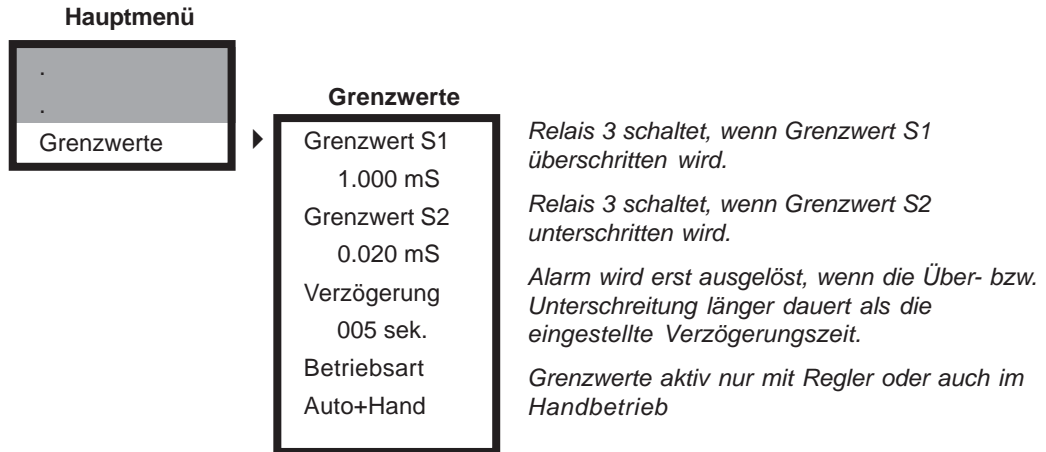 Hauptmenü
.
.
Grenzwerte
Grenzwerte
Grenzwert S1
1.000 mS
Grenzwert S2
0.020 mS
Verzögerung
005 sek.
Betriebsart
Auto+Hand
Relais 3 schaltet, wenn Grenzwert S1
überschritten wird.
Relais 3 schaltet, wenn Grenzwert S2
unterschritten wird.
Alarm wird erst ausgelöst, wenn die Über- bzw.
Unterschreitung länger dauert als die
eingestellte Verzögerungszeit.
Grenzwerte aktiv nur mit Regler oder auch im
Handbetrieb